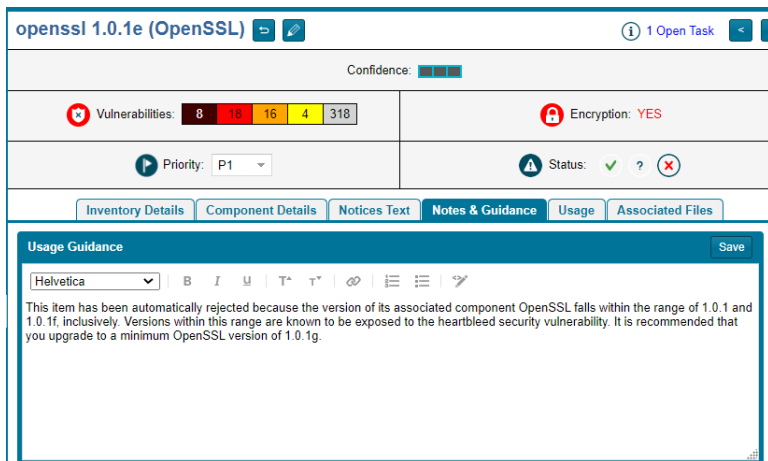 openssl 1.0.1e (OpenSSL)
1 Open Task
<
Confidence:
Vulnerabilities: 8 18 16 4 318
Encryption: YES
Priority: P1
Status: ?
Inventory Details
Component Details
Notices Text
Notes & Guidance
Usage
Associated Files
Usage Guidance
Save
Helvetica B I U T T
This item has been automatically rejected because the version of its associated component OpenSSL falls within the range of 1.0.1 and
1.0.1f, inclusively. Versions within this range are known to be exposed to the heartbleed security vulnerability. It is recommended that
you upgrade to a minimum OpenSSL version of 1.0.1g.